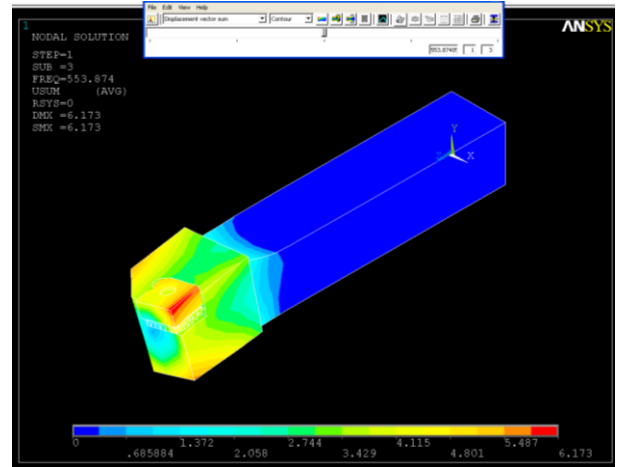 File Edit View Help
Displacement vector sum Contour
553.8740 1 3
1
NODAL SOLUTION
ANSYS
STEP=1
SUB =3
FREQ=553.874
USUM (AVG)
RSYS=0
DMX =6.173
SMX =6.173
Y
Z X
0 1.372 2.744 4.115 5.487
.685884 2.058 3.429 4.801 6.173